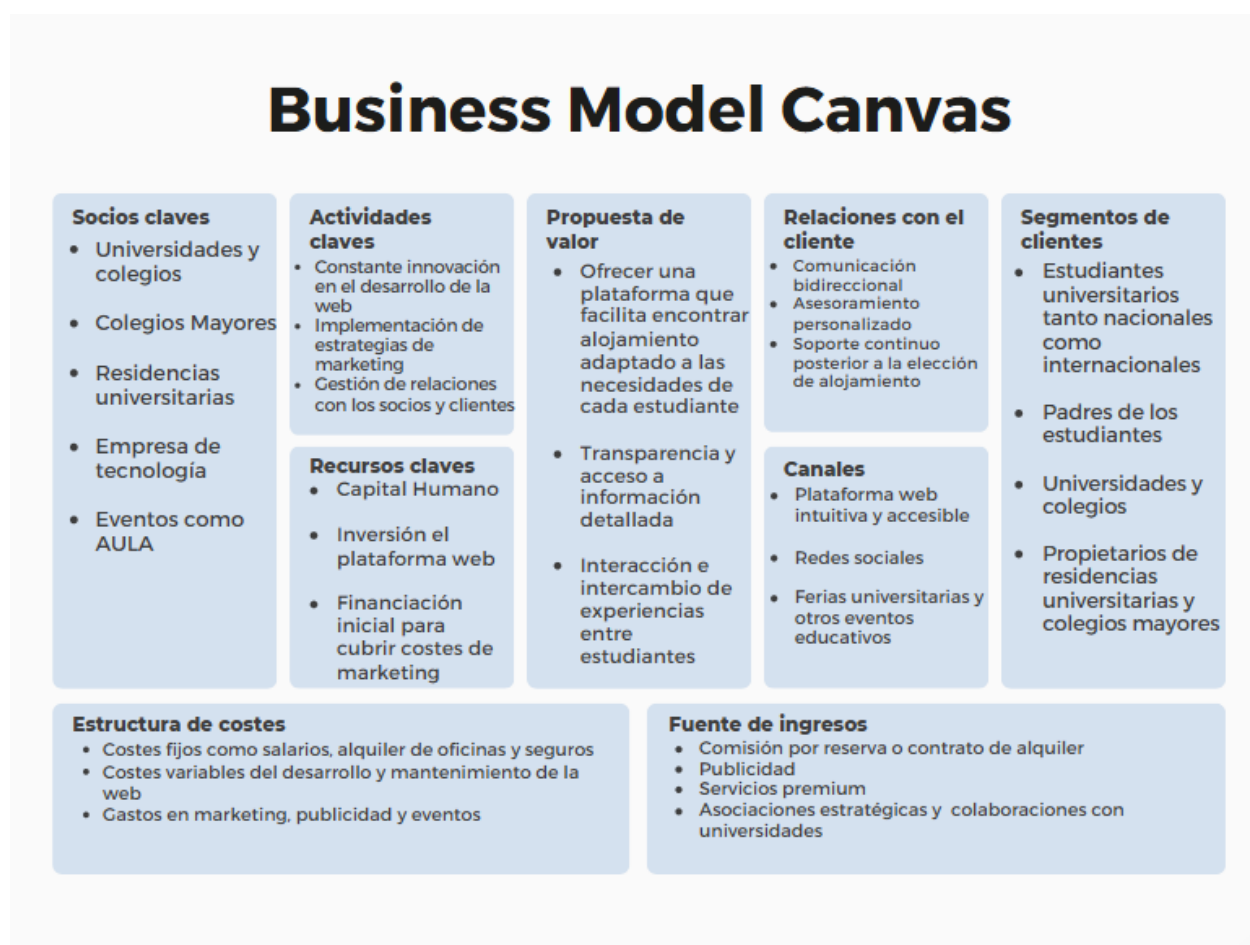 Business Model Canvas
Socios claves
• Universidades y
colegios
• Colegios Mayores
• Residencias
universitarias
• Empresa de
tecnología
• Eventos como
AULA
Actividades
claves
• Constante innovación
en el desarrollo de la
web
• Implementación de
estrategias de
marketing
• Gestión de relaciones
con los socios y clientes
Recursos claves
• Capital Humano
• Inversión el
plataforma web
• Financiación
inicial para
cubrir costes de
marketing
Propuesta de
valor
• Ofrecer una
plataforma que
facilita encontrar
alojamiento
adaptado a las
necesidades de
cada estudiante
• Transparencia y
acceso a
información
detallada
• Interacción e
intercambio de
experiencias
entre
estudiantes
Relaciones con el
cliente
• Comunicación
bidireccional
• Asesoramiento
personalizado
• Soporte continuo
posterior a la elección
de alojamiento
Canales
• Plataforma web
intuitiva y accesible
• Redes sociales
• Ferias universitarias y
otros eventos
educativos
Segmentos de
clientes
• Estudiantes
universitarios
tanto nacionales
como
internacionales
• Padres de los
estudiantes
• Universidades y
colegios
• Propietarios de
residencias
universitarias y
colegios mayores
Estructura de costes
• Costes fijos como salarios, alquiler de oficinas y seguros
• Costes variables del desarrollo y mantenimiento de la
web
• Gastos en marketing, publicidad y eventos
Fuente de ingresos
• Comisión por reserva o contrato de alquiler
• Publicidad
• Servicios premium
• Asociaciones estratégicas y colaboraciones con
universidades